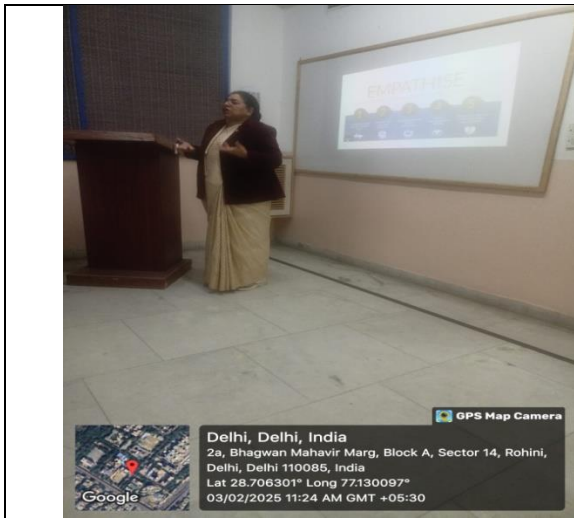 EMPATHISE
GPS Map Camera
Delhi, Delhi, India
2a, Bhagwan Mahavir Marg, Block A, Sector 14, Rohini,
Delhi, Delhi 110085, India
Lat 28.706301° Long 77.130097°
03/02/2025 11:24 AM GMT +05:30
Google